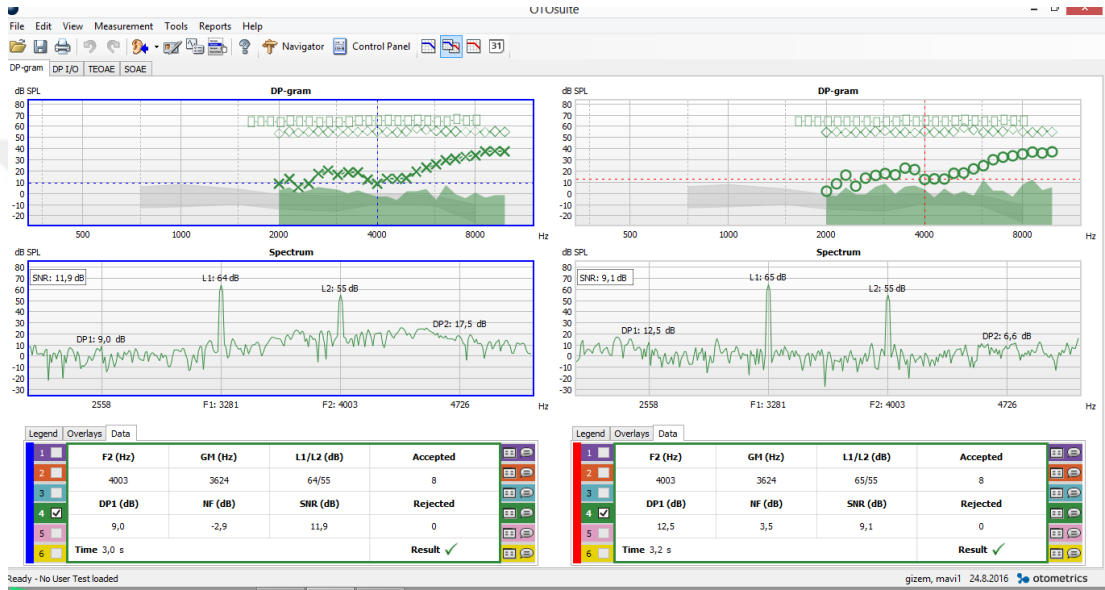 OTOsuite
File Edit View Measurement Tools Reports Help
Navigator Control Panel 31
DP-gram DP I/O TEOAE SOAE
dB SPL DP-gram
80
70
60
50
40
30
20
10
0
-10
-20
500 1000 2000 4000 8000 Hz
dB SPL Spectrum
80
70
60
50
40
30
20
10
0
-10
-20
-30
SNR: 11,9 dB
L1: 64 dB
L2: 55 dB
DP1: 9,0 dB
DP2: 17,5 dB
2558 F1: 3281 F2: 4003 4726 Hz
Legend Overlays Data
1
2
3
4
5
6
F2 (Hz) GM (Hz) L1/L2 (dB) Accepted
4003 3624 64/55 8
DP1 (dB) NF (dB) SNR (dB) Rejected
9,0 -2,9 11,9 0
Time 3,0 s Result
dB SPL DP-gram
80
70
60
50
40
30
20
10
0
-10
-20
500 1000 2000 4000 8000 Hz
dB SPL Spectrum
80
70
60
50
40
30
20
10
0
-10
-20
-30
SNR: 9,1 dB
L1: 65 dB
L2: 55 dB
DP1: 12,5 dB
DP2: 6,6 dB
2558 F1: 3281 F2: 4003 4726 Hz
Legend Overlays Data
1
2
3
4
5
6
F2 (Hz) GM (Hz) L1/L2 (dB) Accepted
4003 3624 65/55 8
DP1 (dB) NF (dB) SNR (dB) Rejected
12,5 3,5 9,1 0
Time 3,2 s Result
Ready - No User Test loaded
gizem, mavi1 24.8.2016 otometrics